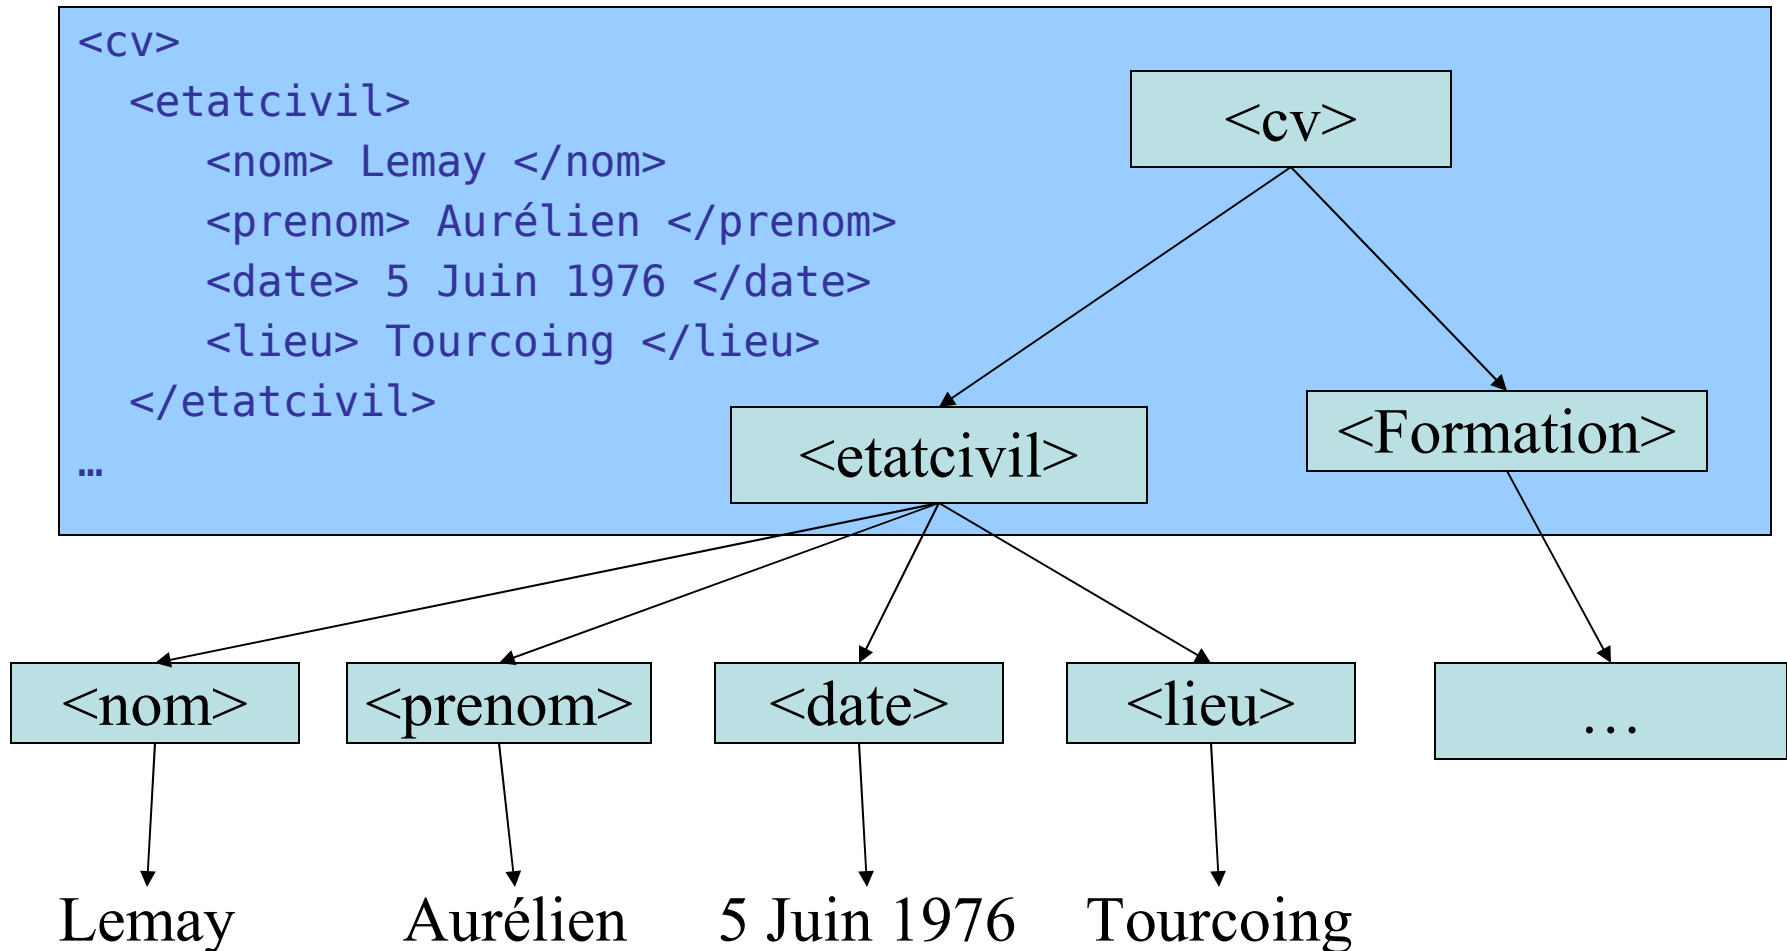 <cv>
<etatcivil>
<nom> Lemay </nom>
<prenom> Aurélien </prenom>
<date> 5 Juin 1976 </date>
<lieu> Tourcoing </lieu>
</etatcivil>
…
<cv>
<etatcivil>
<Formation>
<nom>
<prenom>
<date>
<lieu>
…
Lemay
Aurélien
5 Juin 1976
Tourcoing